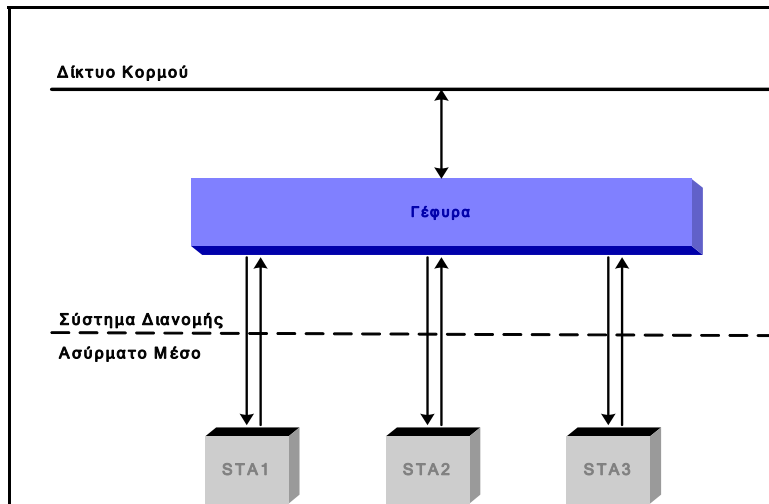 Δίκτυο Κορμού
Γέφυρα
Σύστημα Διανομής
Ασύρματο Μέσο
STA1
STA2
STA3